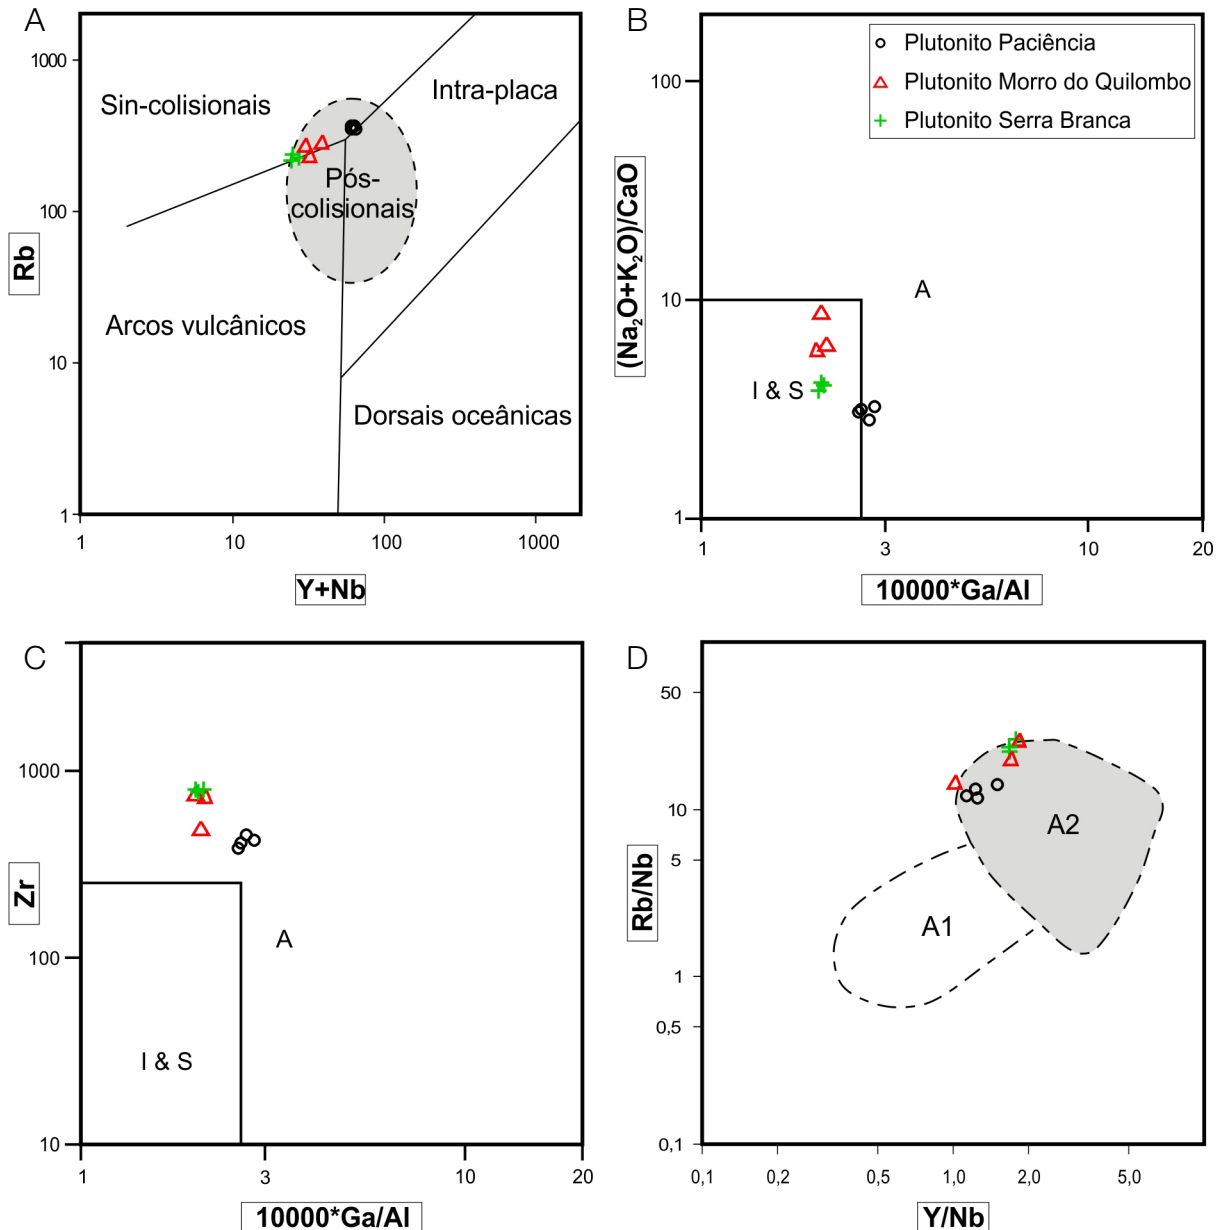 A
1000
100
10
1
Rb
Sin-colisionais
Intra-placa
Pós-
colisionais
Arcos vulcânicos
Dorsais oceânicas
1
10
100
1000
Y+Nb
B
Plutonito Paciência
Plutonito Morro do Quilombo
Plutonito Serra Branca
100
10
1
(Na₂O+K₂O)/CaO
A
I & S
1
3
10
20
10000*Ga/Al
C
1000
100
10
Zr
A
I & S
1
3
10
20
10000*Ga/Al
D
50
10
5
1
0,5
0,1
Rb/Nb
A2
A1
0,1
0,5
1,0
2,0
5,0
Y/Nb